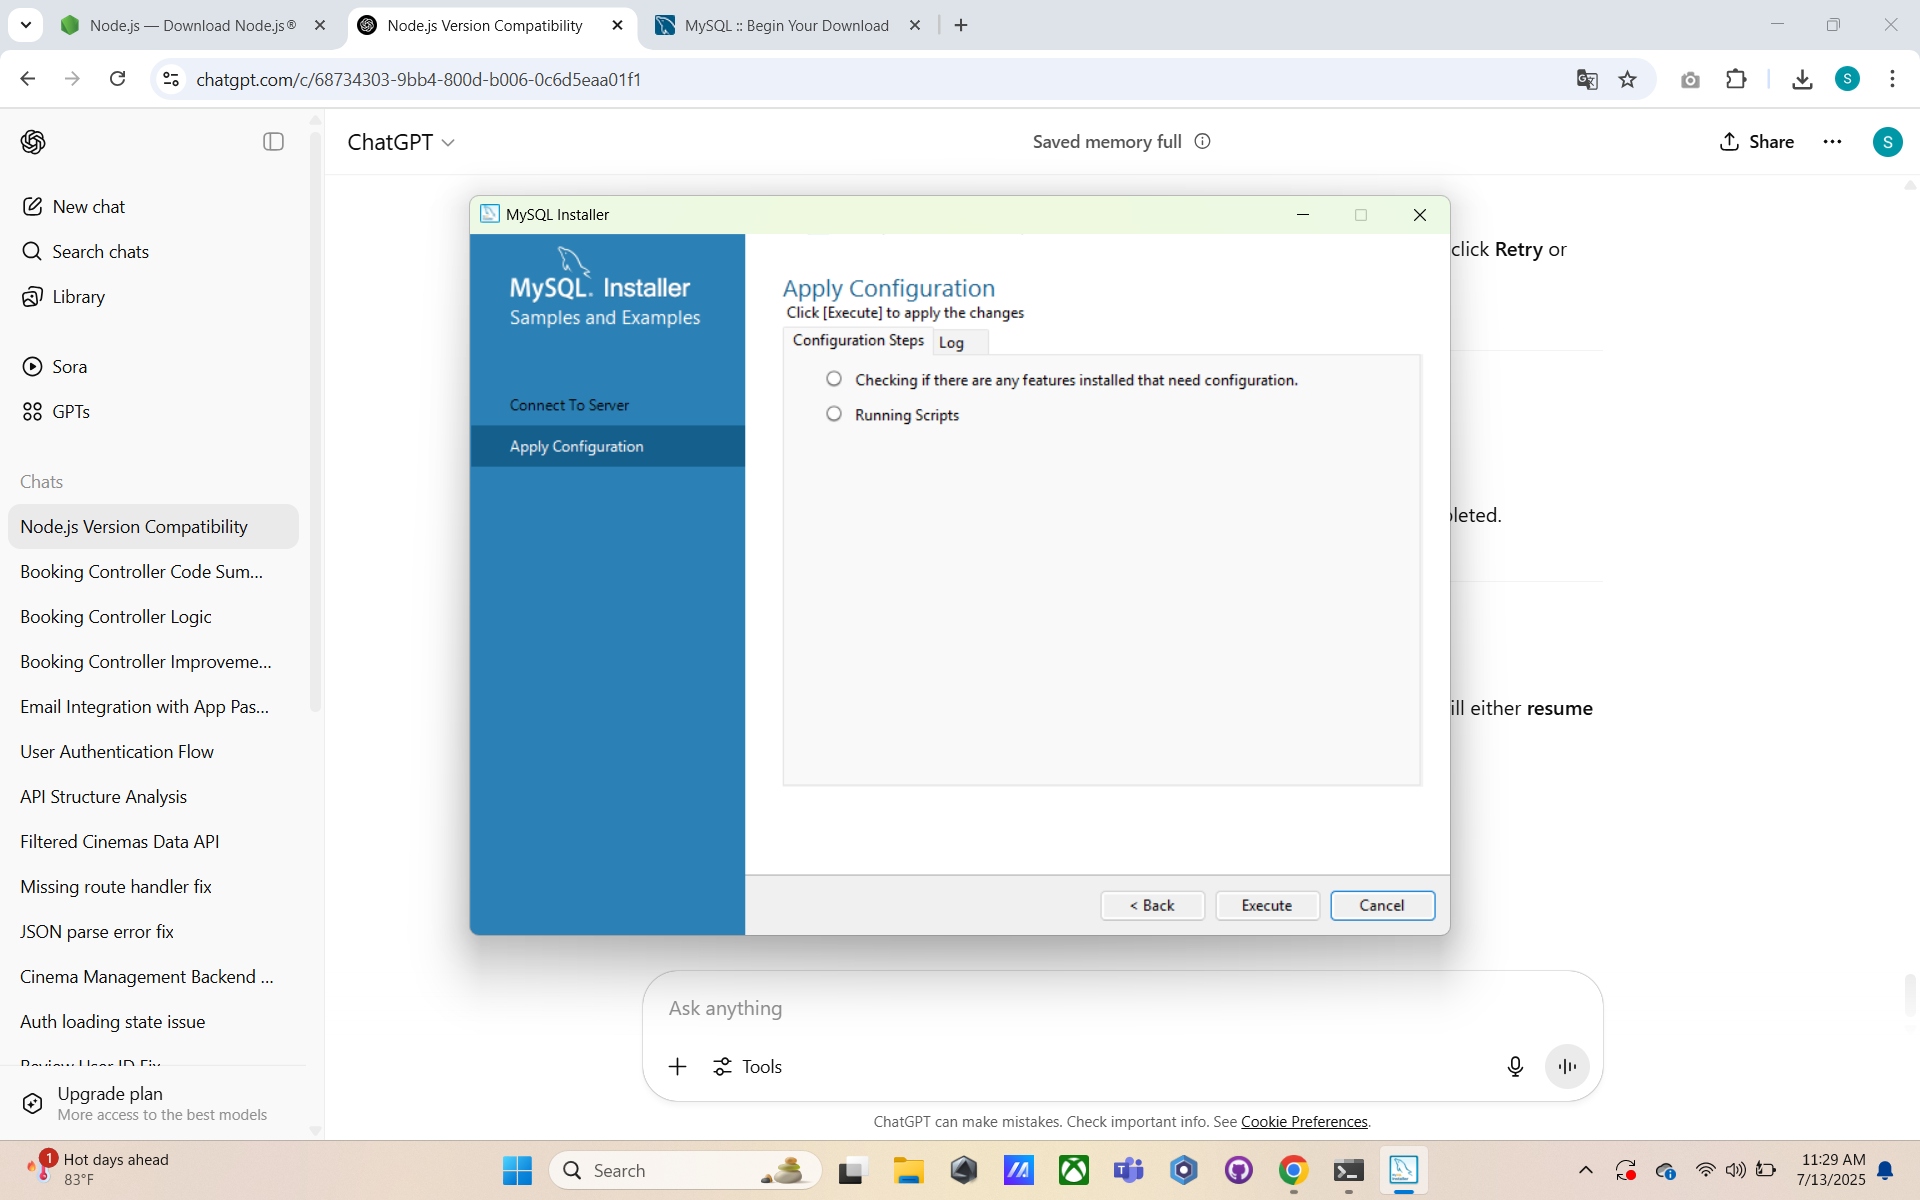 Node.js — Download Node.js®
Node.js Version Compatibility
MySQL :: Begin Your Download
chatgpt.com/c/68734303-9bb4-800d-b006-0c6d5eaa01f1
S
ChatGPT
Saved memory full
Share
S
New chat
Search chats
Library
Sora
GPTs
Chats
Node.js Version Compatibility
Booking Controller Code Sum...
Booking Controller Logic
Booking Controller Improveme...
Email Integration with App Pas...
User Authentication Flow
API Structure Analysis
Filtered Cinemas Data API
Missing route handler fix
JSON parse error fix
Cinema Management Backend ...
Auth loading state issue
Review User ID Fix
Upgrade plan
More access to the best models
click Retry or
leted.
ill either resume
MySQL Installer
MySQL. Installer
Samples and Examples
Connect To Server
Apply Configuration
Apply Configuration
Click [Execute] to apply the changes
Configuration Steps
Log
Checking if there are any features installed that need configuration.
Running Scripts
< Back
Execute
Cancel
Ask anything
Tools
ChatGPT can make mistakes. Check important info. See Cookie Preferences.
1
Hot days ahead
83°F
Search
11:29 AM
7/13/2025